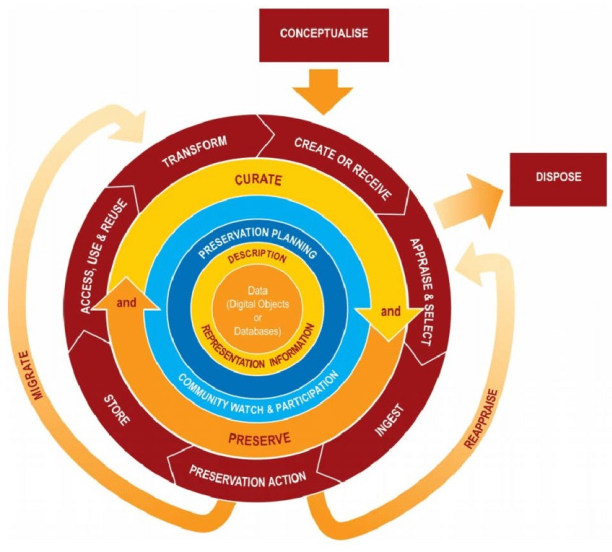 CONCEPTUALISE
TRANSFORM
CREATE OR RECEIVE
DISPOSE
CURATE
ACCESS, USE & REUSE
APPRAISE & SELECT
PRESERVATION PLANNING
DESCRIPTION
and
Data
(Digital Objects
or
Databases)
and
REPRESENTATION INFORMATION
COMMUNITY WATCH & PARTICIPATION
MIGRATE
STORE
INGEST
REAPPRAISE
PRESERVE
PRESERVATION ACTION